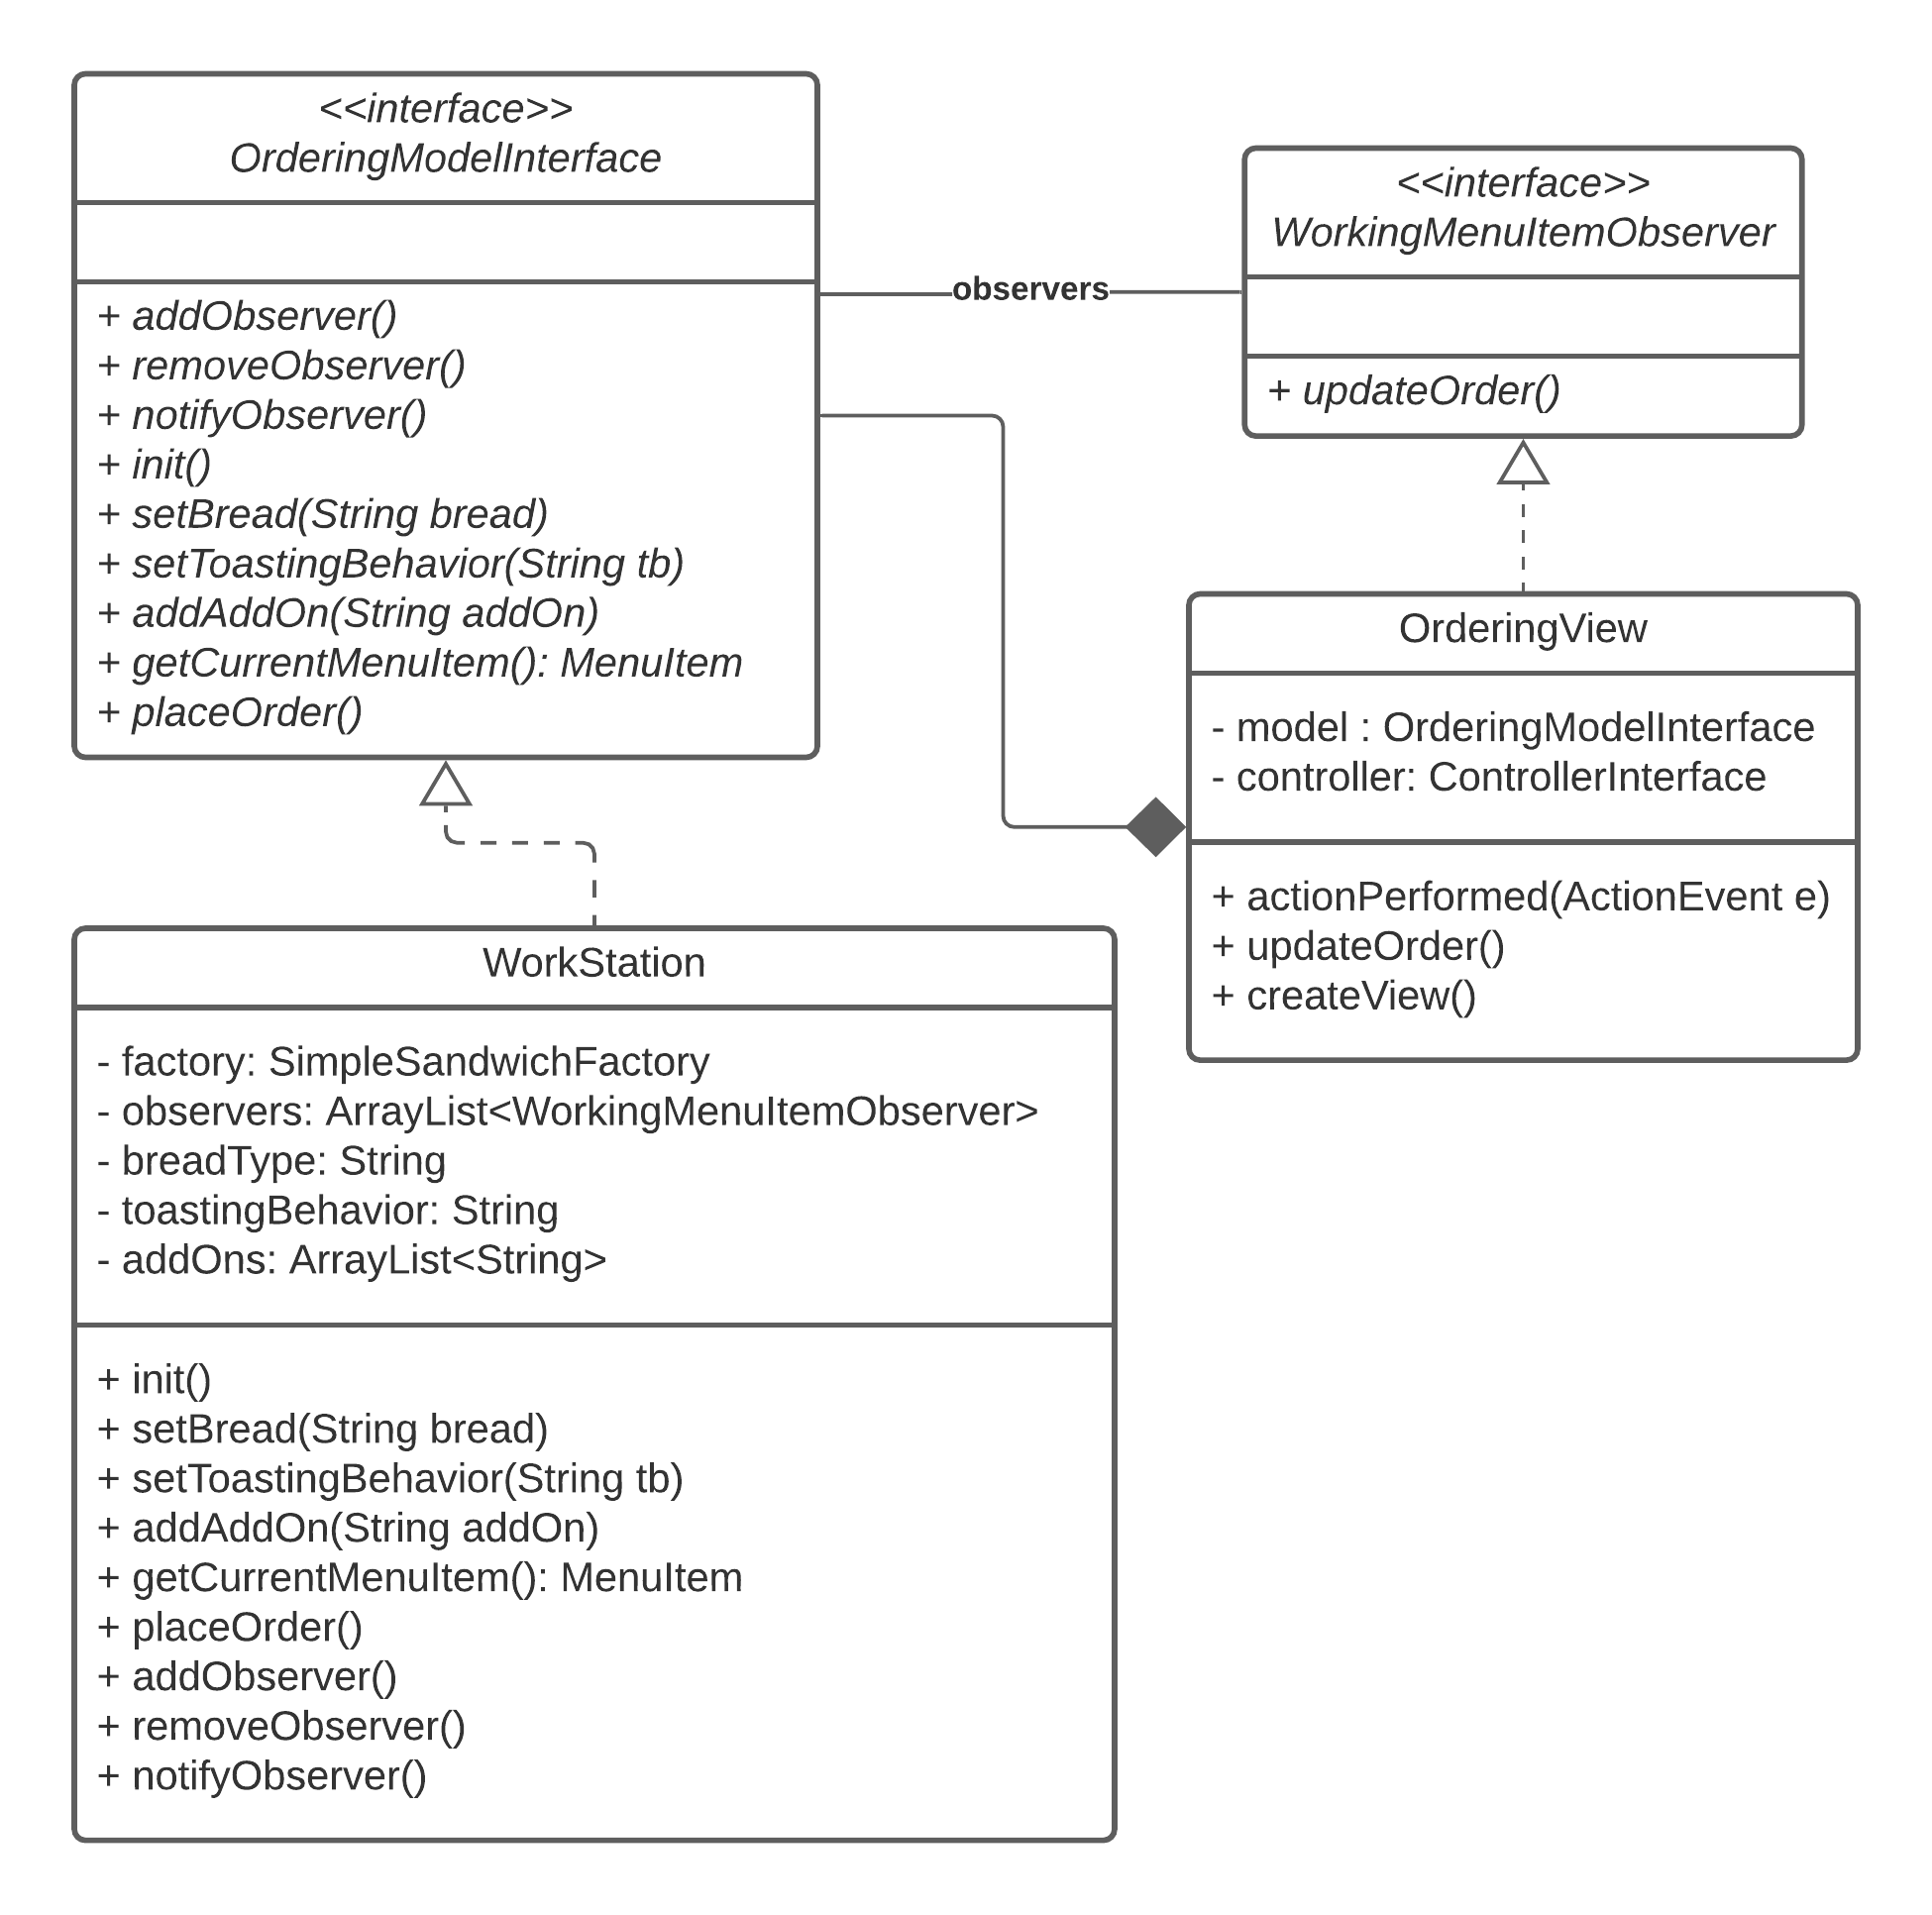 <<interface>>
OrderingModelInterface
+ addObserver()
+ removeObserver()
+ notifyObserver()
+ init()
+ setBread(String bread)
+ setToastingBehavior(String tb)
+ addAddOn(String addOn)
+ getCurrentMenuItem(): MenuItem
+ placeOrder()
observers
<<interface>>
WorkingMenuItemObserver
+ updateOrder()
OrderingView
- model : OrderingModelInterface
- controller: ControllerInterface
+ actionPerformed(ActionEvent e)
+ updateOrder()
+ createView()
WorkStation
- factory: SimpleSandwichFactory
- observers: ArrayList<WorkingMenuItemObserver>
- breadType: String
- toastingBehavior: String
- addOns: ArrayList<String>
+ init()
+ setBread(String bread)
+ setToastingBehavior(String tb)
+ addAddOn(String addOn)
+ getCurrentMenuItem(): MenuItem
+ placeOrder()
+ addObserver()
+ removeObserver()
+ notifyObserver()